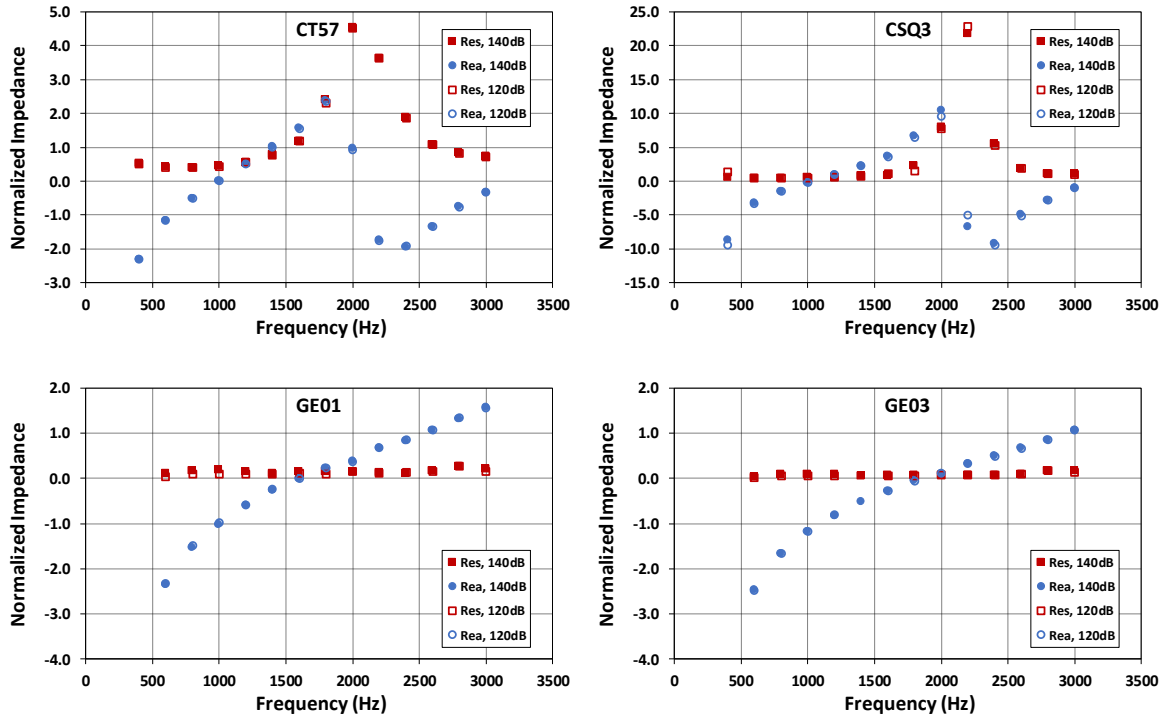 CT57
Normalized Impedance
5.0
4.0
3.0
2.0
1.0
0.0
-1.0
-2.0
-3.0
0 500 1000 1500 2000 2500 3000 3500
Frequency (Hz)
Res, 140dB
Rea, 140dB
Res, 120dB
Rea, 120dB
CSQ3
Normalized Impedance
25.0
20.0
15.0
10.0
5.0
0.0
-5.0
-10.0
-15.0
0 500 1000 1500 2000 2500 3000 3500
Frequency (Hz)
Res, 140dB
Rea, 140dB
Res, 120dB
Rea, 120dB
GE01
Normalized Impedance
2.0
1.0
0.0
-1.0
-2.0
-3.0
-4.0
0 500 1000 1500 2000 2500 3000 3500
Frequency (Hz)
Res, 140dB
Rea, 140dB
Res, 120dB
Rea, 120dB
GE03
Normalized Impedance
2.0
1.0
0.0
-1.0
-2.0
-3.0
-4.0
0 500 1000 1500 2000 2500 3000 3500
Frequency (Hz)
Res, 140dB
Rea, 140dB
Res, 120dB
Rea, 120dB